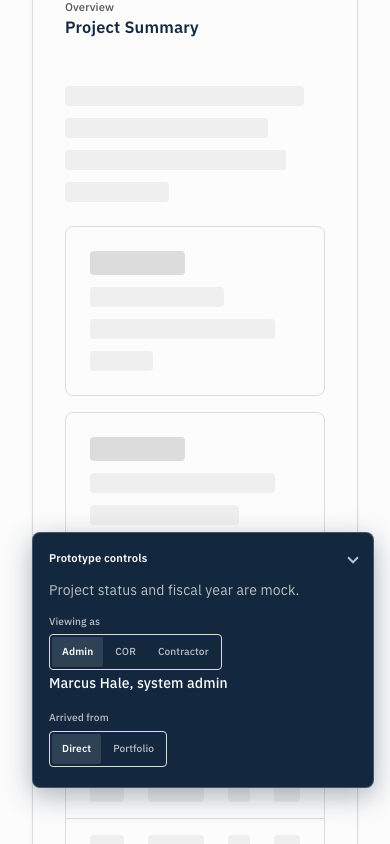 Overview
Project Summary
Prototype controls
Project status and fiscal year are mock.
Viewing as
Admin COR Contractor
Marcus Hale, system admin
Arrived from
Direct Portfolio